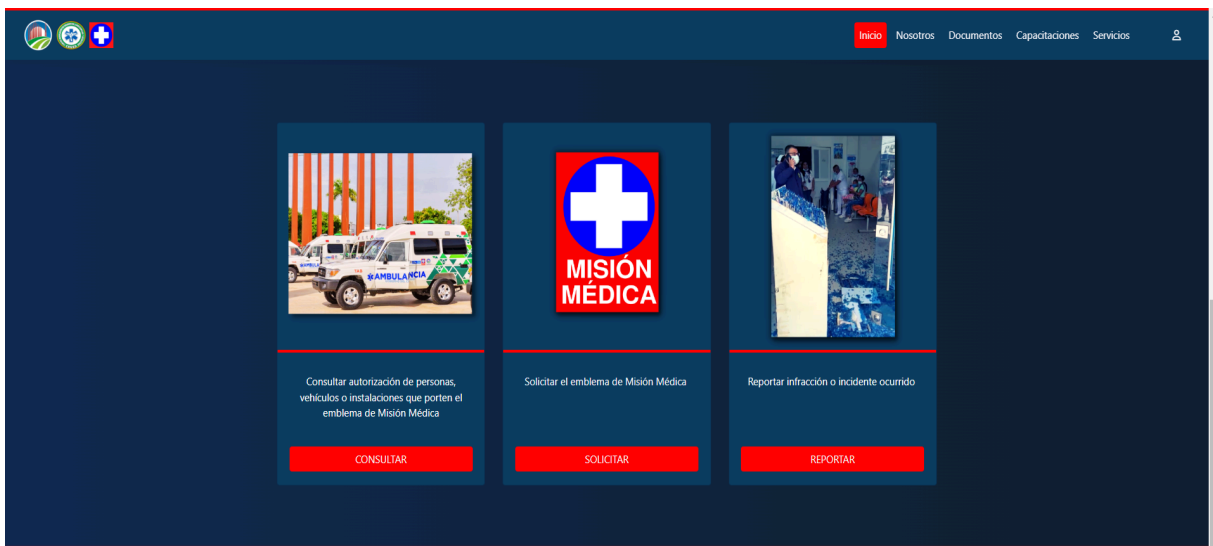 Inicio Nosotros Documentos Capacitaciones Servicios
AMBULANCIA
MISIÓN
MÉDICA
Consultar autorización de personas,
vehículos o instalaciones que porten el
emblema de Misión Médica
Solicitar el emblema de Misión Médica
Reportar infracción o incidente ocurrido
CONSULTAR
SOLICITAR
REPORTAR